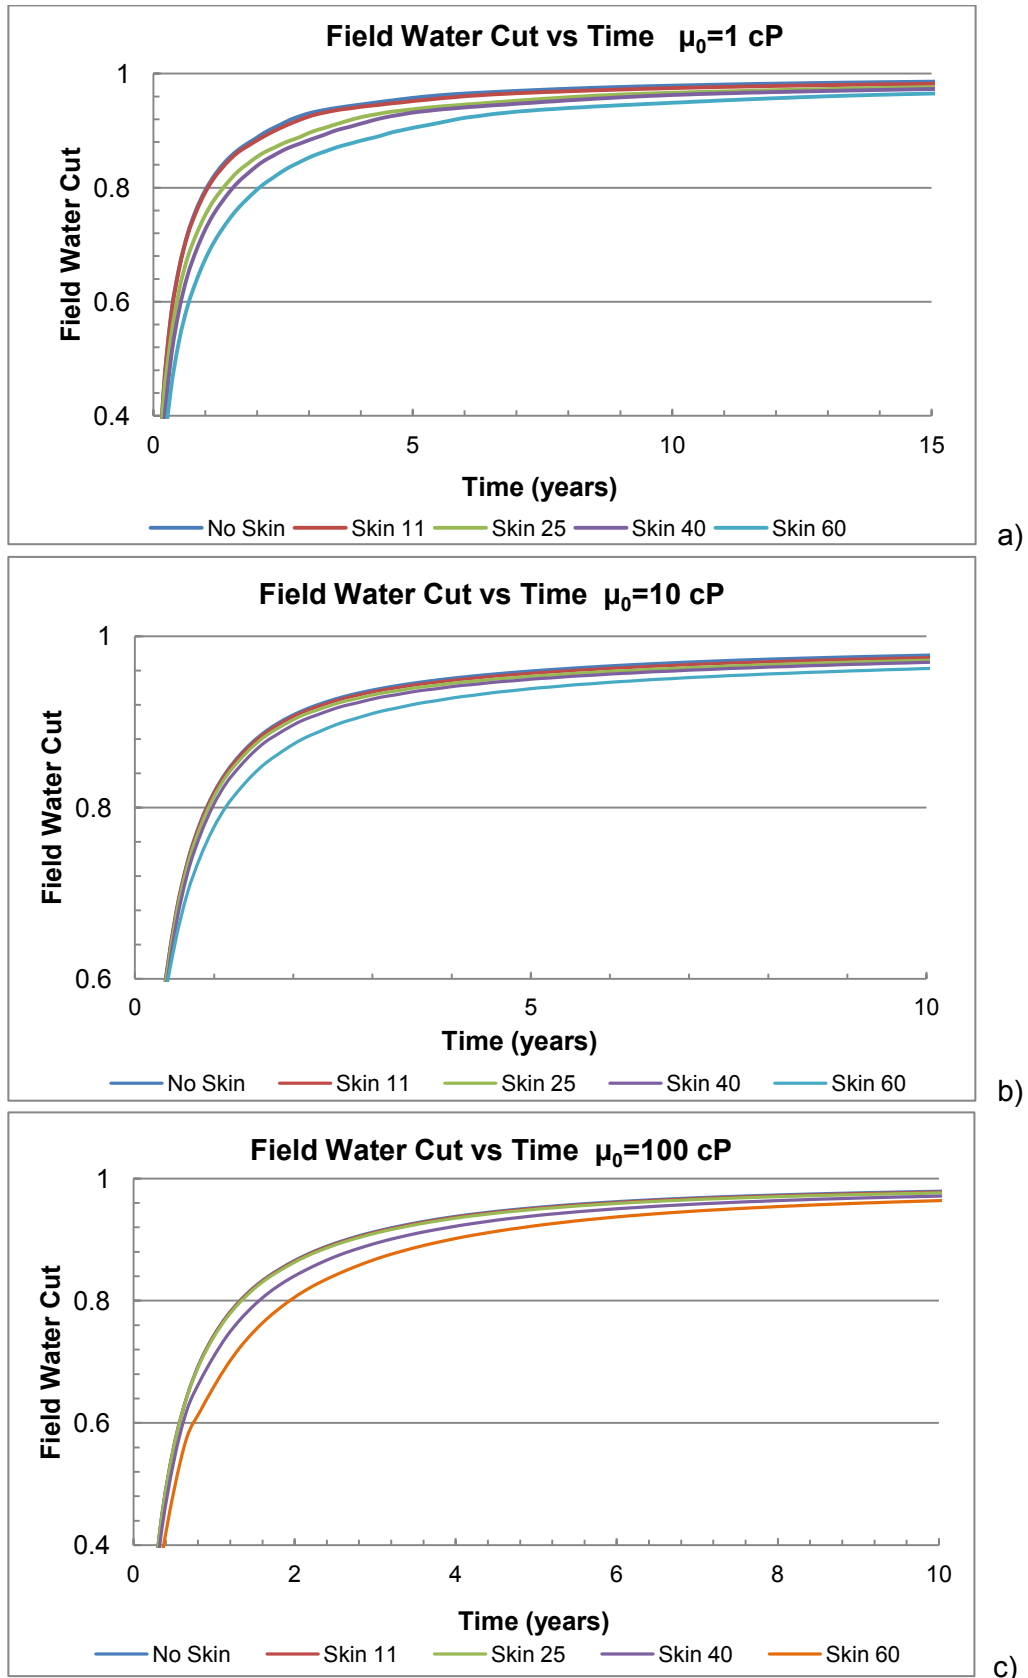 Field Water Cut vs Time μ₀=1 cP
1
0.8
0.6
0.4
Field Water Cut
0 5 10 15
Time (years)
No Skin Skin 11 Skin 25 Skin 40 Skin 60
a)
Field Water Cut vs Time μ₀=10 cP
1
0.8
0.6
Field Water Cut
0 5 10
Time (years)
No Skin Skin 11 Skin 25 Skin 40 Skin 60
b)
Field Water Cut vs Time μ₀=100 cP
1
0.8
0.6
0.4
Field Water Cut
0 2 4 6 8 10
Time (years)
No Skin Skin 11 Skin 25 Skin 40 Skin 60
c)